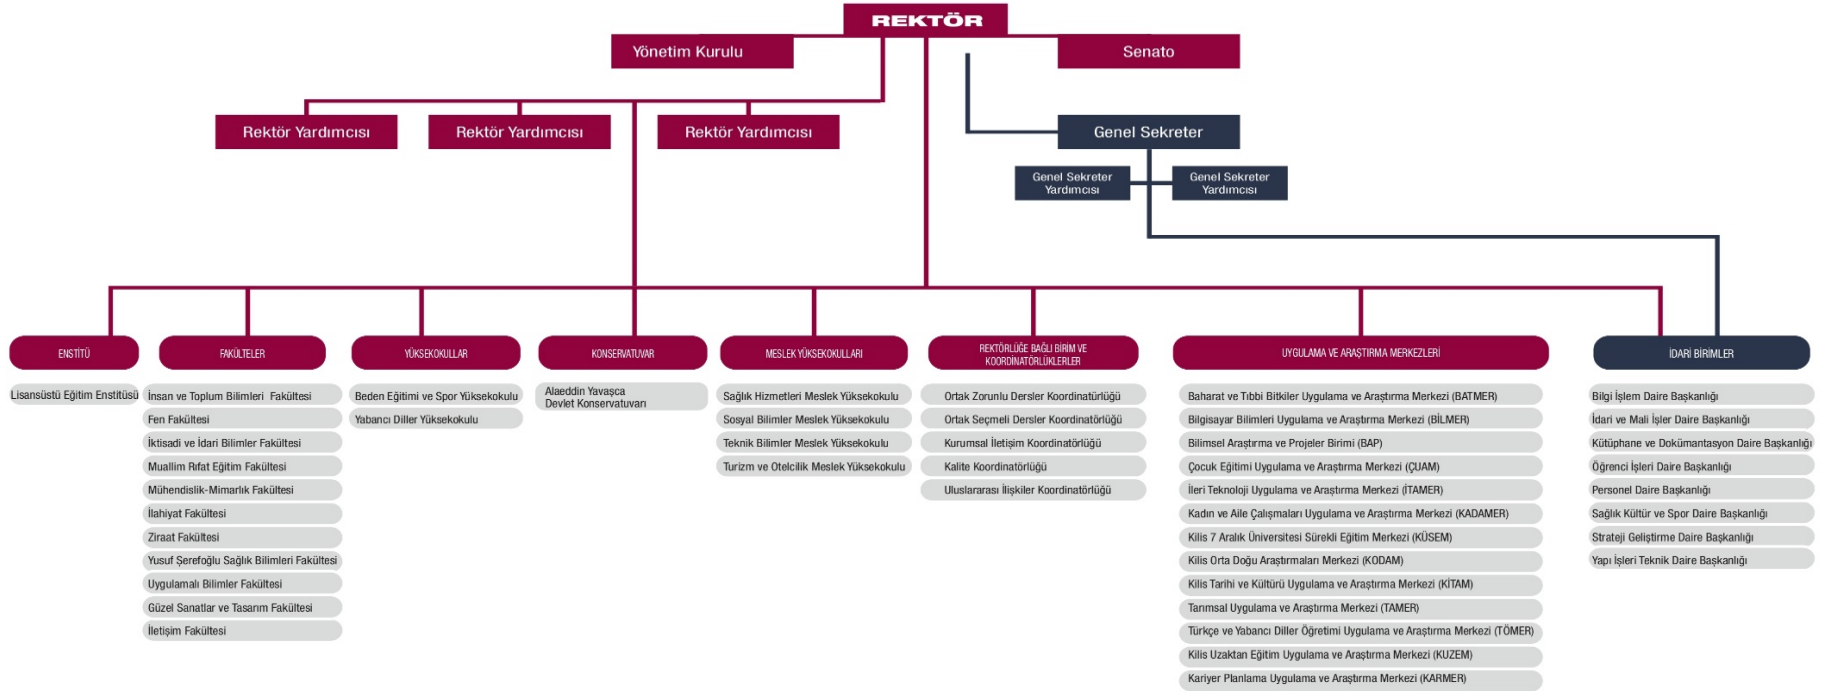 REKTÖR
Yönetim Kurulu
Senato
Rektör Yardımcısı
Rektör Yardımcısı
Rektör Yardımcısı
Genel Sekreter
Genel Sekreter
Yardımcısı
Genel Sekreter
Yardımcısı
ENSTİTÜ
Lisansüstü Eğitim Enstitüsü
FAKÜLTELER
İnsan ve Toplum Bilimleri Fakültesi
Fen Fakültesi
İktisadi ve İdari Bilimler Fakültesi
Muallim Rıfat Eğitim Fakültesi
Mühendislik-Mimarlık Fakültesi
İlahiyat Fakültesi
Ziraat Fakültesi
Yusuf Şerefoğlu Sağlık Bilimleri Fakültesi
Uygulamalı Bilimler Fakültesi
Güzel Sanatlar ve Tasarım Fakültesi
İletişim Fakültesi
YÜKSEKOKULLAR
Beden Eğitimi ve Spor Yüksekokulu
Yabancı Diller Yüksekokulu
KONSERVATUVAR
Alaeddin Yavaşca
Devlet Konservatuvarı
MESLEK YÜKSEKOKULLARI
Sağlık Hizmetleri Meslek Yüksekokulu
Sosyal Bilimler Meslek Yüksekokulu
Teknik Bilimler Meslek Yüksekokulu
Turizm ve Otelcilik Meslek Yüksekokulu
REKTÖRLÜĞE BAĞLI BİRİM VE
KOORDİNATÖRLÜKLERLER
Ortak Zorunlu Dersler Koordinatürlüğü
Ortak Seçmeli Dersler Koordinatörlüğü
Kurumsal İletişim Koordinatörlüğü
Kalite Koordinatörlüğü
Uluslararası İlişkiler Koordinatörlüğü
UYGULAMA VE ARAŞTIRMA MERKEZLERİ
Baharat ve Tıbbi Bitkiler Uygulama ve Araştırma Merkezi (BATMER)
Bilgisayar Bilimleri Uygulama ve Araştırma Merkezi (BİLMER)
Bilimsel Araştırma ve Projeler Birimi (BAP)
Çocuk Eğitimi Uygulama ve Araştırma Merkezi (ÇUAM)
İleri Teknoloji Uygulama ve Araştırma Merkezi (İTAMER)
Kadın ve Aile Çalışmaları Uygulama ve Araştırma Merkezi (KADAMER)
Kilis 7 Aralık Üniversitesi Sürekli Eğitim Merkezi (KÜSEM)
Kilis Orta Doğu Araştırmaları Merkezi (KODAM)
Kilis Tarihi ve Kültürü Uygulama ve Araştırma Merkezi (KİTAM)
Tarımsal Uygulama ve Araştırma Merkezi (TAMER)
Türkçe ve Yabancı Diller Öğretimi Uygulama ve Araştırma Merkezi (TÖMER)
Kilis Uzaktan Eğitim Uygulama ve Araştırma Merkezi (KUZEM)
Kariyer Planlama Uygulama ve Araştırma Merkezi (KARMER)
İDARİ BİRİMLER
Bilgi İşlem Daire Başkanlığı
İdari ve Mali İşler Daire Başkanlığı
Kütüphane ve Dokümantasyon Daire Başkanlığı
Öğrenci İşleri Daire Başkanlığı
Personel Daire Başkanlığı
Sağlık Kültür ve Spor Daire Başkanlığı
Strateji Geliştirme Daire Başkanlığı
Yapı İşleri Teknik Daire Başkanlığı